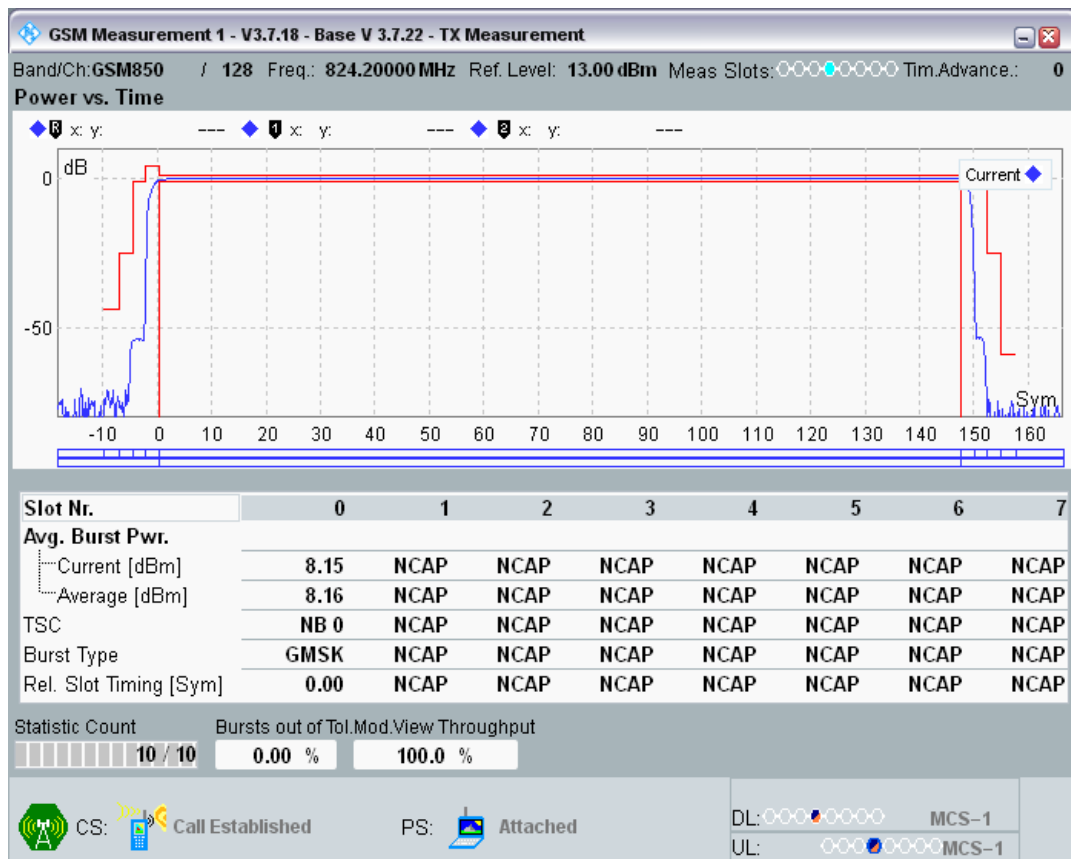 GSM Measurement 1 - V3.7.18 - Base V 3.7.22 - TX Measurement
Band/Ch:GSM850 / 128 Freq.: 824.20000 MHz Ref. Level: 13.00 dBm Meas Slots: Tim.Advance.: 0
Power vs. Time
R x: y: --- 1 x: y: --- 2 x: y: ---
dB
Current
0
-50
Sym
-10 0 10 20 30 40 50 60 70 80 90 100 110 120 130 140 150 160
Slot Nr. 0 1 2 3 4 5 6 7
Avg. Burst Pwr.
Current [dBm] 8.15 NCAP NCAP NCAP NCAP NCAP NCAP NCAP
Average [dBm] 8.16 NCAP NCAP NCAP NCAP NCAP NCAP NCAP
TSC NB 0 NCAP NCAP NCAP NCAP NCAP NCAP NCAP
Burst Type GMSK NCAP NCAP NCAP NCAP NCAP NCAP NCAP
Rel. Slot Timing [Sym] 0.00 NCAP NCAP NCAP NCAP NCAP NCAP NCAP
Statistic Count Bursts out of Tol.Mod.View Throughput
10 / 10 0.00 % 100.0 %
CS: Call Established PS: Attached
DL: MCS-1
UL: MCS-1